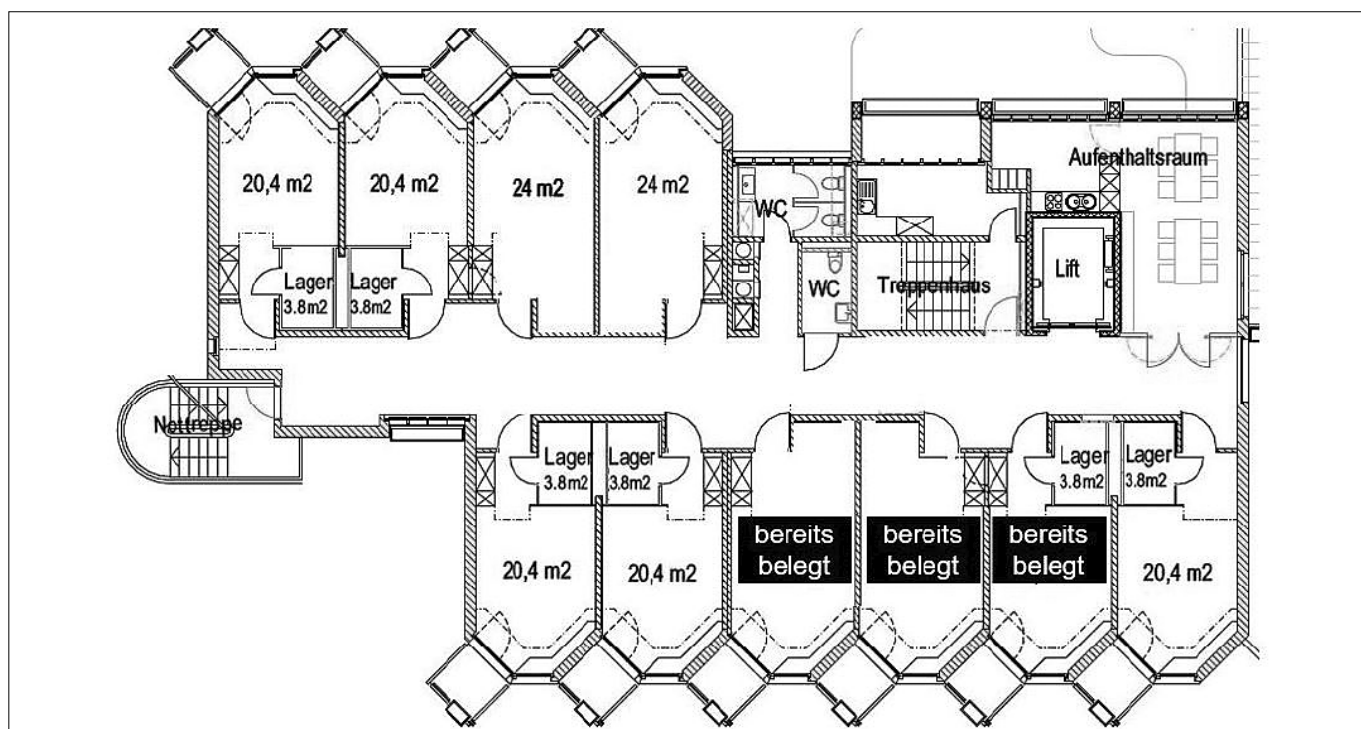 20,4 m2
20,4 m2
24 m2
24 m2
Aufenthaltsraum
WC
Lager
3.8m2
Lager
3.8m2
WC
Treppenhaus
Lift
Nottreppe
Lager
3.8m2
Lager
3.8m2
Lager
3.8m2
Lager
3.8m2
bereits
belegt
bereits
belegt
bereits
belegt
20,4 m2
20,4 m2
20,4 m2